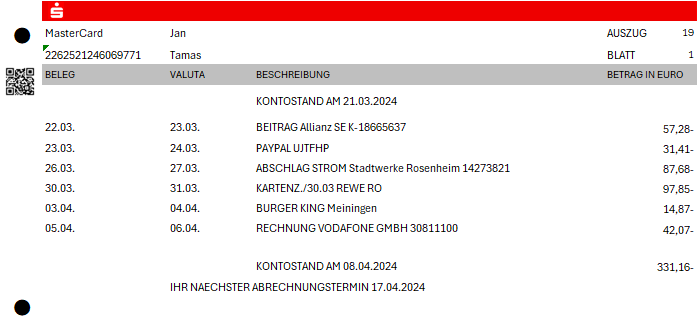 MasterCard Jan AUSZUG 19
2262521246069771 Tamas BLATT 1
BELEG VALUTA BESCHREIBUNG BETRAG IN EURO
KONTOSTAND AM 21.03.2024
22.03. 23.03. BEITRAG Allianz SE K-18665637 57,28-
23.03. 24.03. PAYPAL UJTFHP 31,41-
26.03. 27.03. ABSCHLAG STROM Stadtwerke Rosenheim 14273821 87,68-
30.03. 31.03. KARTENZ./30.03 REWE RO 97,85-
03.04. 04.04. BURGER KING Meiningen 14,87-
05.04. 06.04. RECHNUNG VODAFONE GMBH 30811100 42,07-
KONTOSTAND AM 08.04.2024 331,16-
IHR NAECHSTER ABRECHNUNGSTERMIN 17.04.2024